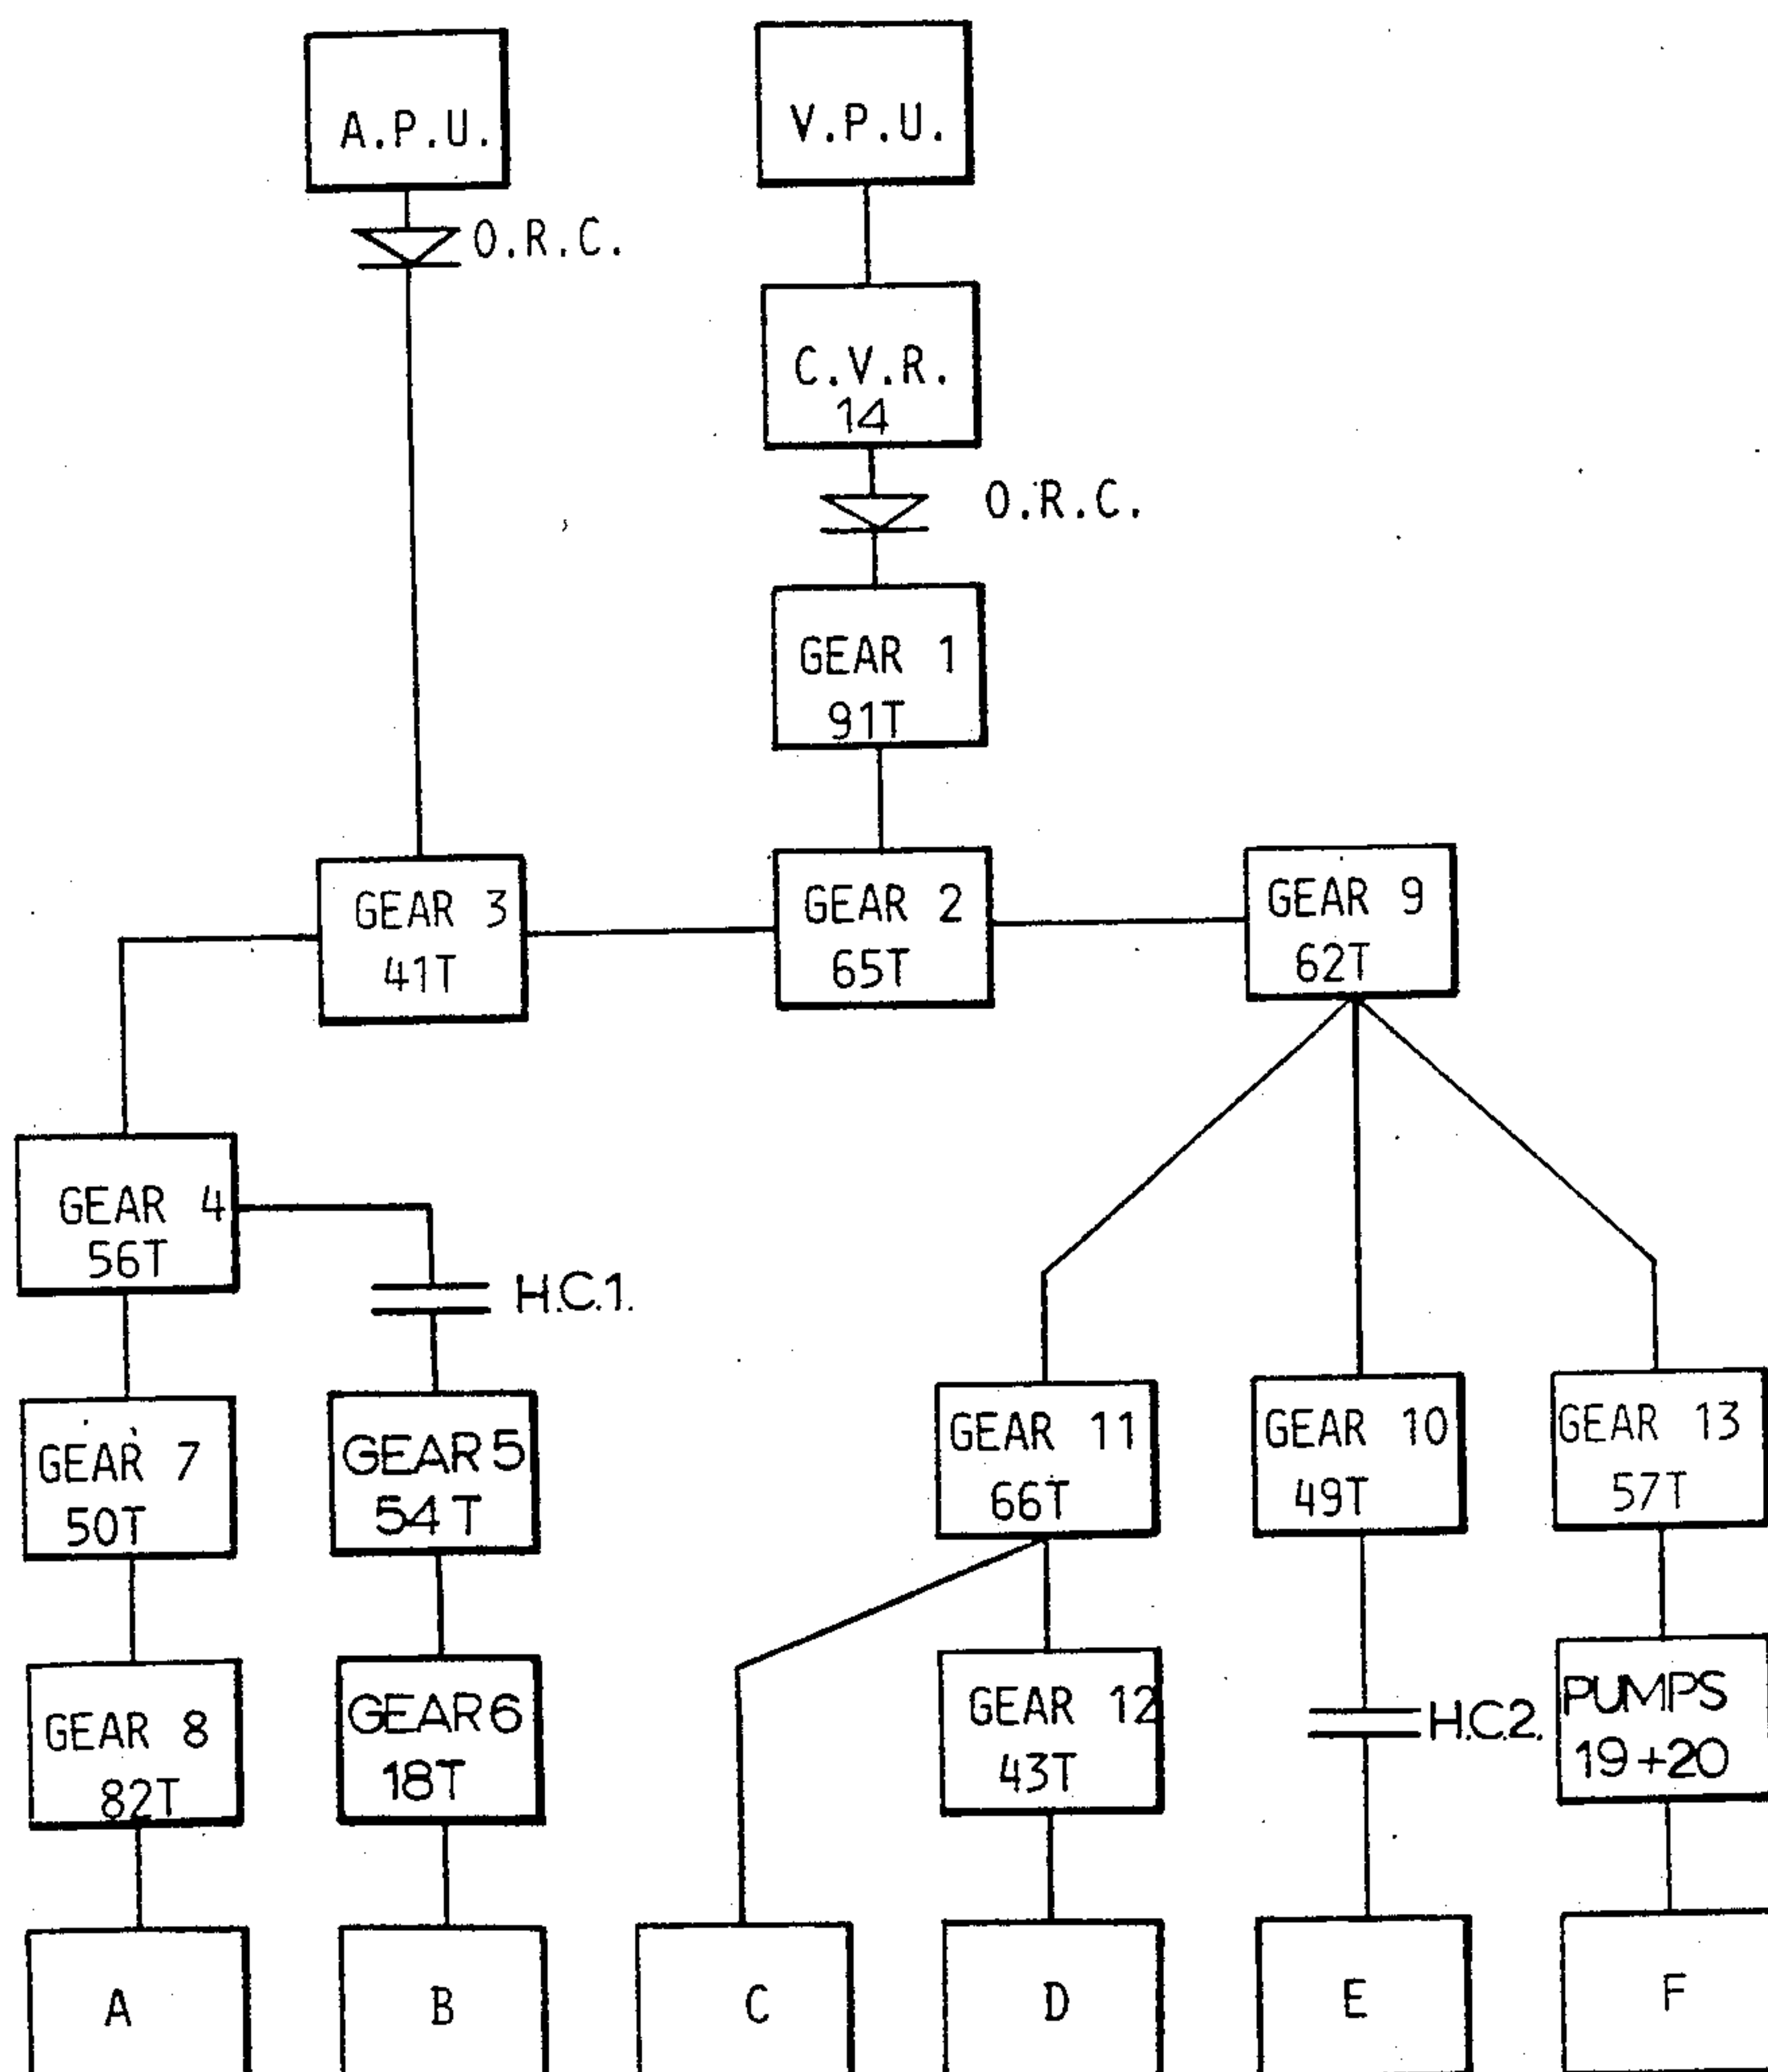 A.P.U.
V.P.U.
O.R.C.
C.V.R.
14
O.R.C.
GEAR 1
91T
GEAR 3
41T
GEAR 2
65T
GEAR 9
62T
GEAR 4
56T
H.C.1.
GEAR 7
50T
GEAR 5
54T
GEAR 11
66T
GEAR 10
49T
GEAR 13
57T
GEAR 8
82T
GEAR 6
18T
GEAR 12
43T
H.C.2.
PUMPS
19+20
A
B
C
D
E
F